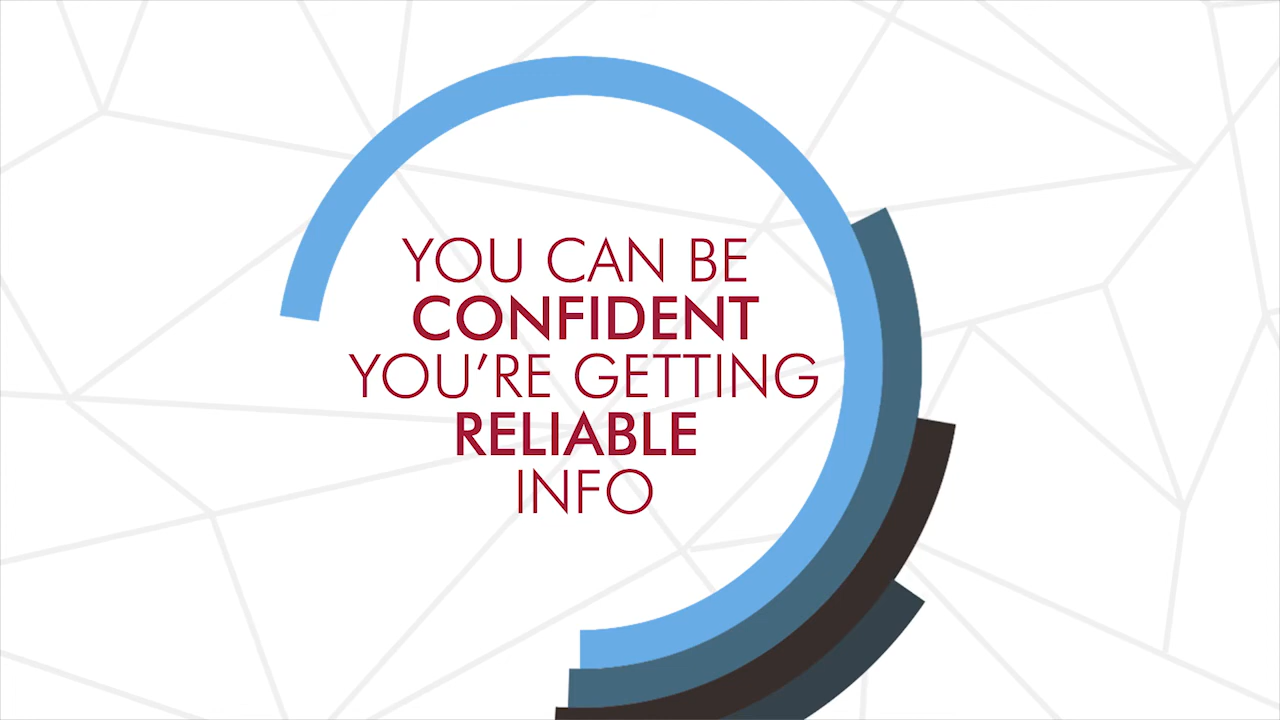 YOU CAN BE
CONFIDENT
YOU’RE GETTING
RELIABLE
INFO